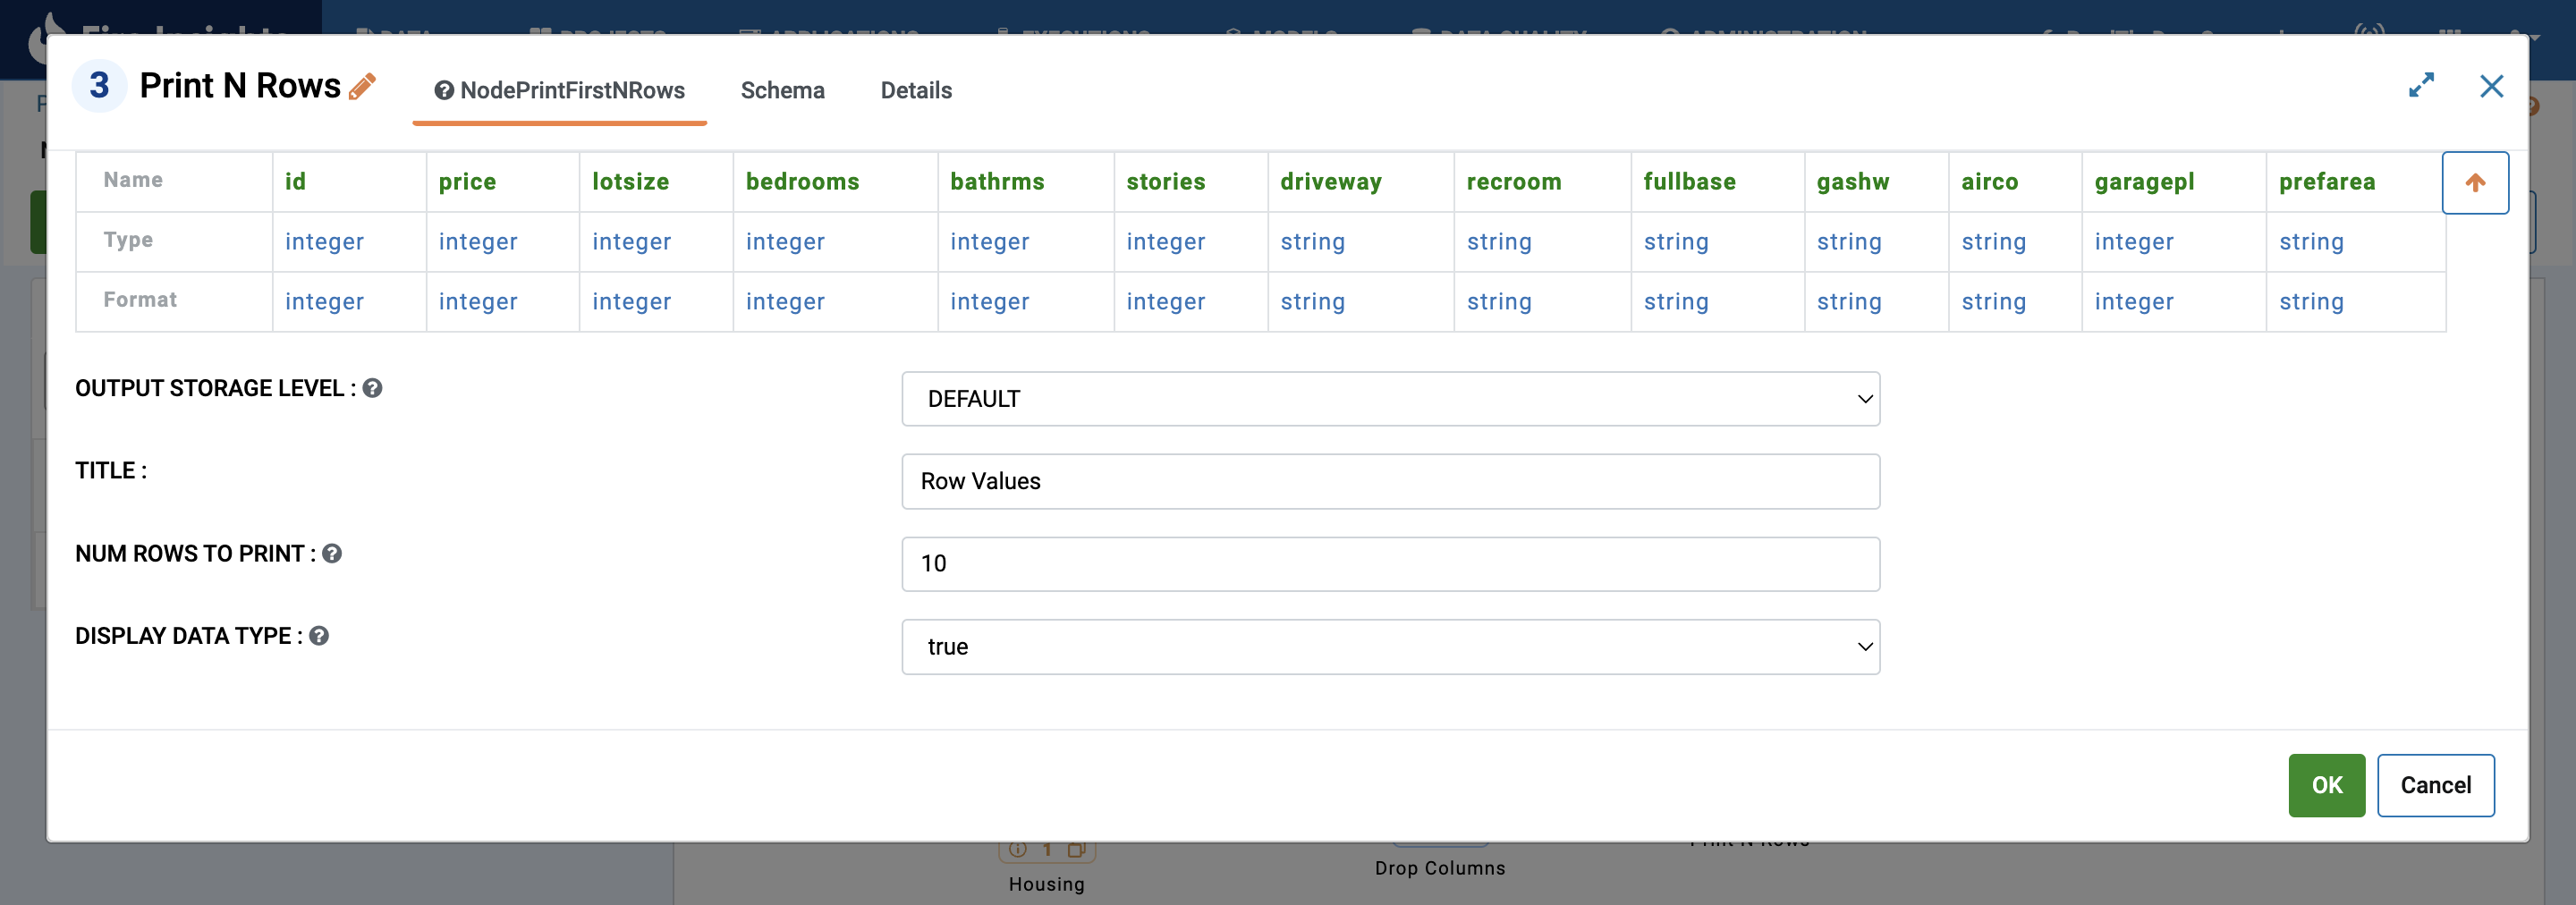 3 Print N Rows NodePrintFirstNRows Schema Details
Name id price lotsize bedrooms bathrms stories driveway recroom fullbase gashw airco garagepl prefarea
Type integer integer integer integer integer integer string string string string string integer string
Format integer integer integer integer integer integer string string string string string integer string
OUTPUT STORAGE LEVEL : DEFAULT
TITLE : Row Values
NUM ROWS TO PRINT : 10
DISPLAY DATA TYPE : true
OK Cancel
1
Print N Rows
Drop Columns
Housing